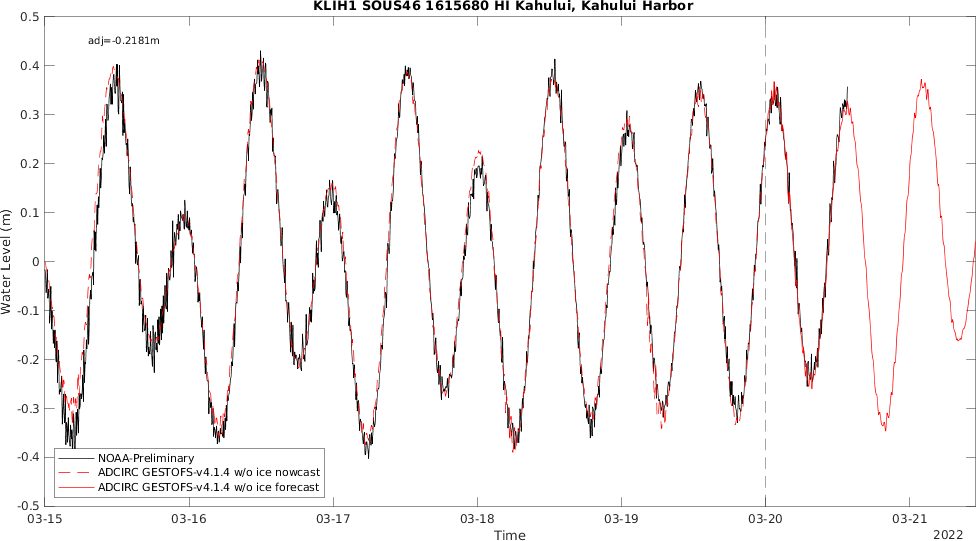 KLIH1 SOUS46 1615680 HI Kahului, Kahului Harbor
adj=-0.2181m
0.5
0.4
0.3
0.2
0.1
0
-0.1
-0.2
-0.3
-0.4
-0.5
Water Level (m)
NOAA-Preliminary
ADCIRC GESTOFS-v4.1.4 w/o ice nowcast
ADCIRC GESTOFS-v4.1.4 w/o ice forecast
03-15 03-16 03-17 03-18 03-19 03-20 03-21
Time
2022